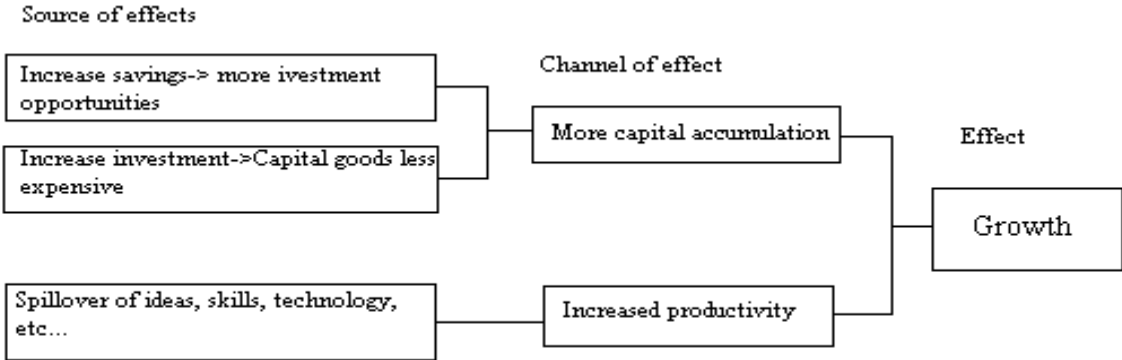 Source of effects
Increase savings-> more ivestment
opportunities
Channel of effect
More capital accumulation
Effect
Increase investment->Capital goods less
expensive
Growth
Spillover of ideas, skills, technology,
etc...
Increased productivity